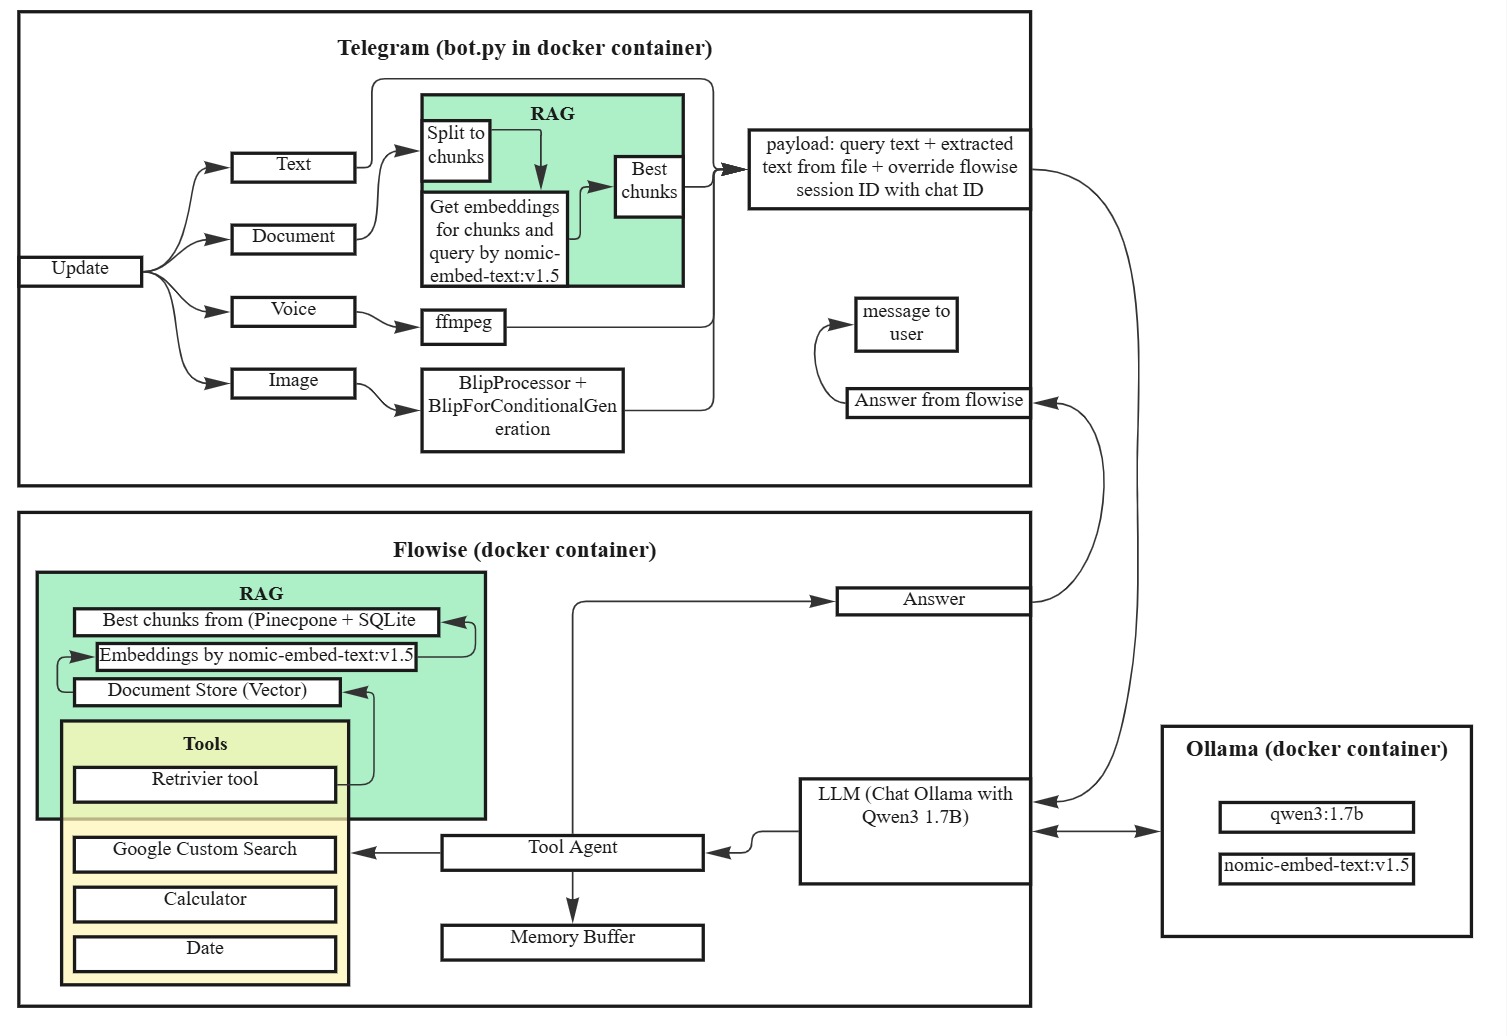 Telegram (bot.py in docker container)
RAG
Split to
chunks
Best
chunks
Get embeddings
for chunks and
query by nomic-
embed-text:v1.5
Text
Document
Update
Voice
Image
ffmpeg
BlipProcessor +
BlipForConditionalGen
eration
payload: query text + extracted
text from file + override flowise
session ID with chat ID
message to
user
Answer from flowise
Flowise (docker container)
RAG
Best chunks from (Pinecpone + SQLite
Embeddings by nomic-embed-text:v1.5
Document Store (Vector)
Tools
Retrivier tool
Google Custom Search
Calculator
Date
Answer
Tool Agent
Memory Buffer
LLM (Chat Ollama with
Qwen3 1.7B)
Ollama (docker container)
qwen3:1.7b
nomic-embed-text:v1.5